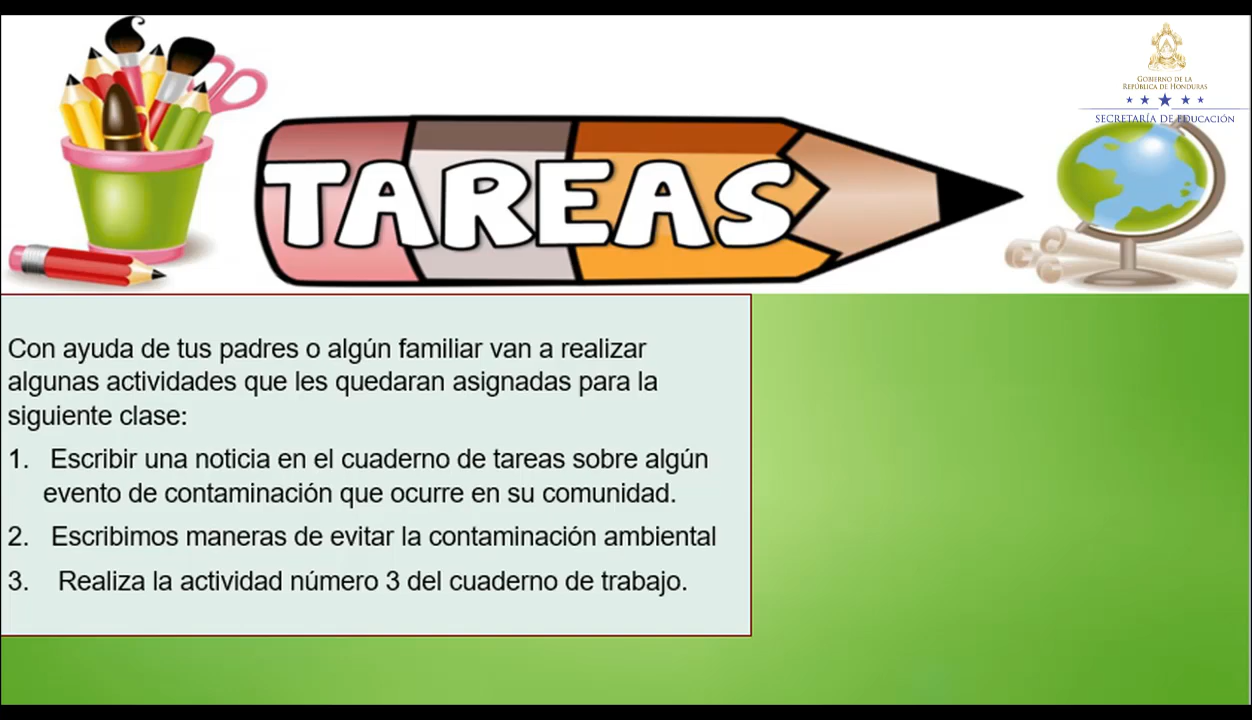 GOBIERNO DE LA
REPÚBLICA DE HONDURAS
SECRETARÍA DE EDUCACIÓN
TAREAS
Con ayuda de tus padres o algún familiar van a realizar
algunas actividades que les quedaran asignadas para la
siguiente clase:
1. Escribir una noticia en el cuaderno de tareas sobre algún
evento de contaminación que ocurre en su comunidad.
2. Escribimos maneras de evitar la contaminación ambiental
3. Realiza la actividad número 3 del cuaderno de trabajo.